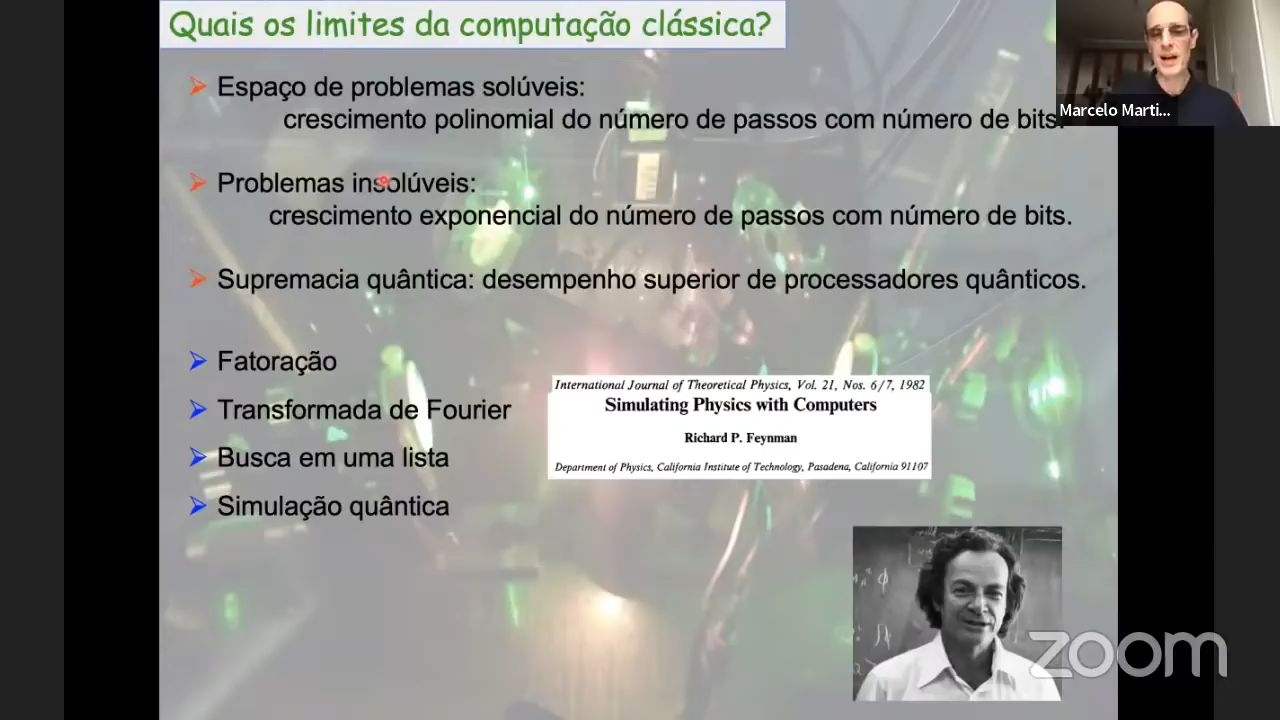 Quais os limites da computação clássica?
Marcelo Marti...
Espaço de problemas solúveis:
crescimento polinomial do número de passos com número de bits.
Problemas insolúveis:
crescimento exponencial do número de passos com número de bits.
Supremacia quântica: desempenho superior de processadores quânticos.
Fatoração
Transformada de Fourier
Busca em uma lista
Simulação quântica
International Journal of Theoretical Physics, Vol. 21, Nos. 6/7, 1982
Simulating Physics with Computers
Richard P. Feynman
Department of Physics, California Institute of Technology, Pasadena, California 91107
zoom